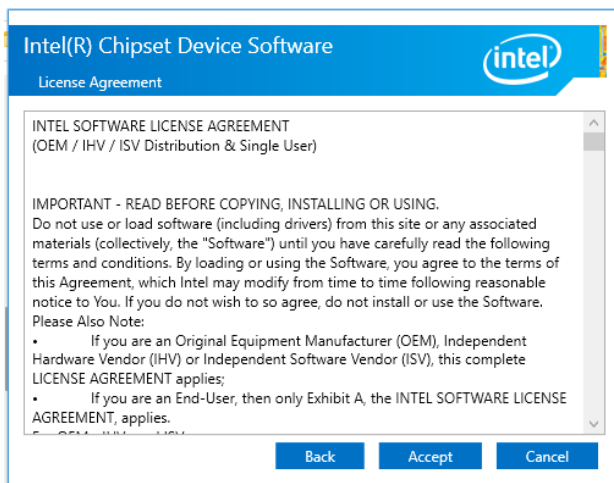 Intel(R) Chipset Device Software
intel
License Agreement
INTEL SOFTWARE LICENSE AGREEMENT
(OEM / IHV / ISV Distribution & Single User)
IMPORTANT - READ BEFORE COPYING, INSTALLING OR USING.
Do not use or load software (including drivers) from this site or any associated
materials (collectively, the "Software") until you have carefully read the following
terms and conditions. By loading or using the Software, you agree to the terms of
this Agreement, which Intel may modify from time to time following reasonable
notice to You. If you do not wish to so agree, do not install or use the Software.
Please Also Note:
• If you are an Original Equipment Manufacturer (OEM), Independent
Hardware Vendor (IHV) or Independent Software Vendor (ISV), this complete
LICENSE AGREEMENT applies;
• If you are an End-User, then only Exhibit A, the INTEL SOFTWARE LICENSE
AGREEMENT, applies.
Back Accept Cancel